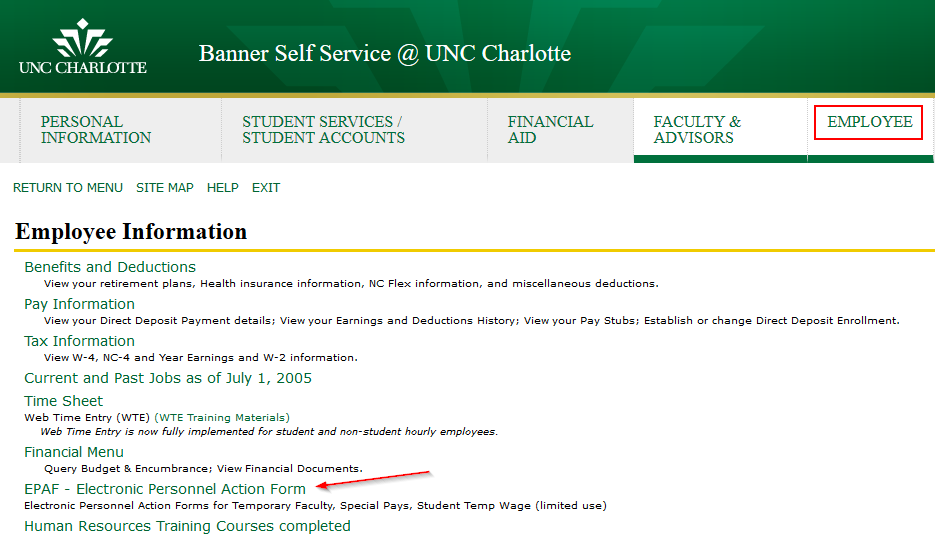 UNC CHARLOTTE
Banner Self Service @ UNC Charlotte
PERSONAL
INFORMATION
STUDENT SERVICES /
STUDENT ACCOUNTS
FINANCIAL
AID
FACULTY &
ADVISORS
EMPLOYEE
RETURN TO MENU SITE MAP HELP EXIT
Employee Information
Benefits and Deductions
View your retirement plans, Health insurance information, NC Flex information, and miscellaneous deductions.
Pay Information
View your Direct Deposit Payment details; View your Earnings and Deductions History; View your Pay Stubs; Establish or change Direct Deposit Enrollment.
Tax Information
View W-4, NC-4 and Year Earnings and W-2 information.
Current and Past Jobs as of July 1, 2005
Time Sheet
Web Time Entry (WTE) (WTE Training Materials)
Web Time Entry is now fully implemented for student and non-student hourly employees.
Financial Menu
Query Budget & Encumbrance; View Financial Documents.
EPAF - Electronic Personnel Action Form
Electronic Personnel Action Forms for Temporary Faculty, Special Pays, Student Temp Wage (limited use)
Human Resources Training Courses completed